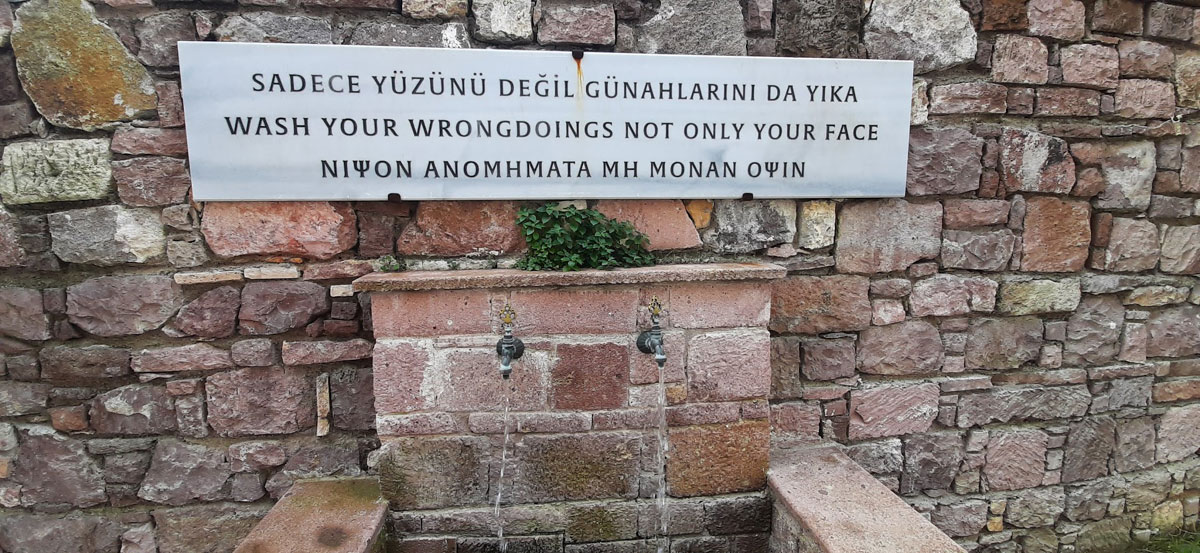 SADECE YÜZÜNÜ DEĞİL GÜNAHLARINI DA YIKA
WASH YOUR WRONGDOINGS NOT ONLY YOUR FACE
ΝΙΨΟΝ ΑΝΟΜΗΜΑΤΑ ΜΗ ΜΟΝΑΝ ΟΨΙΝ